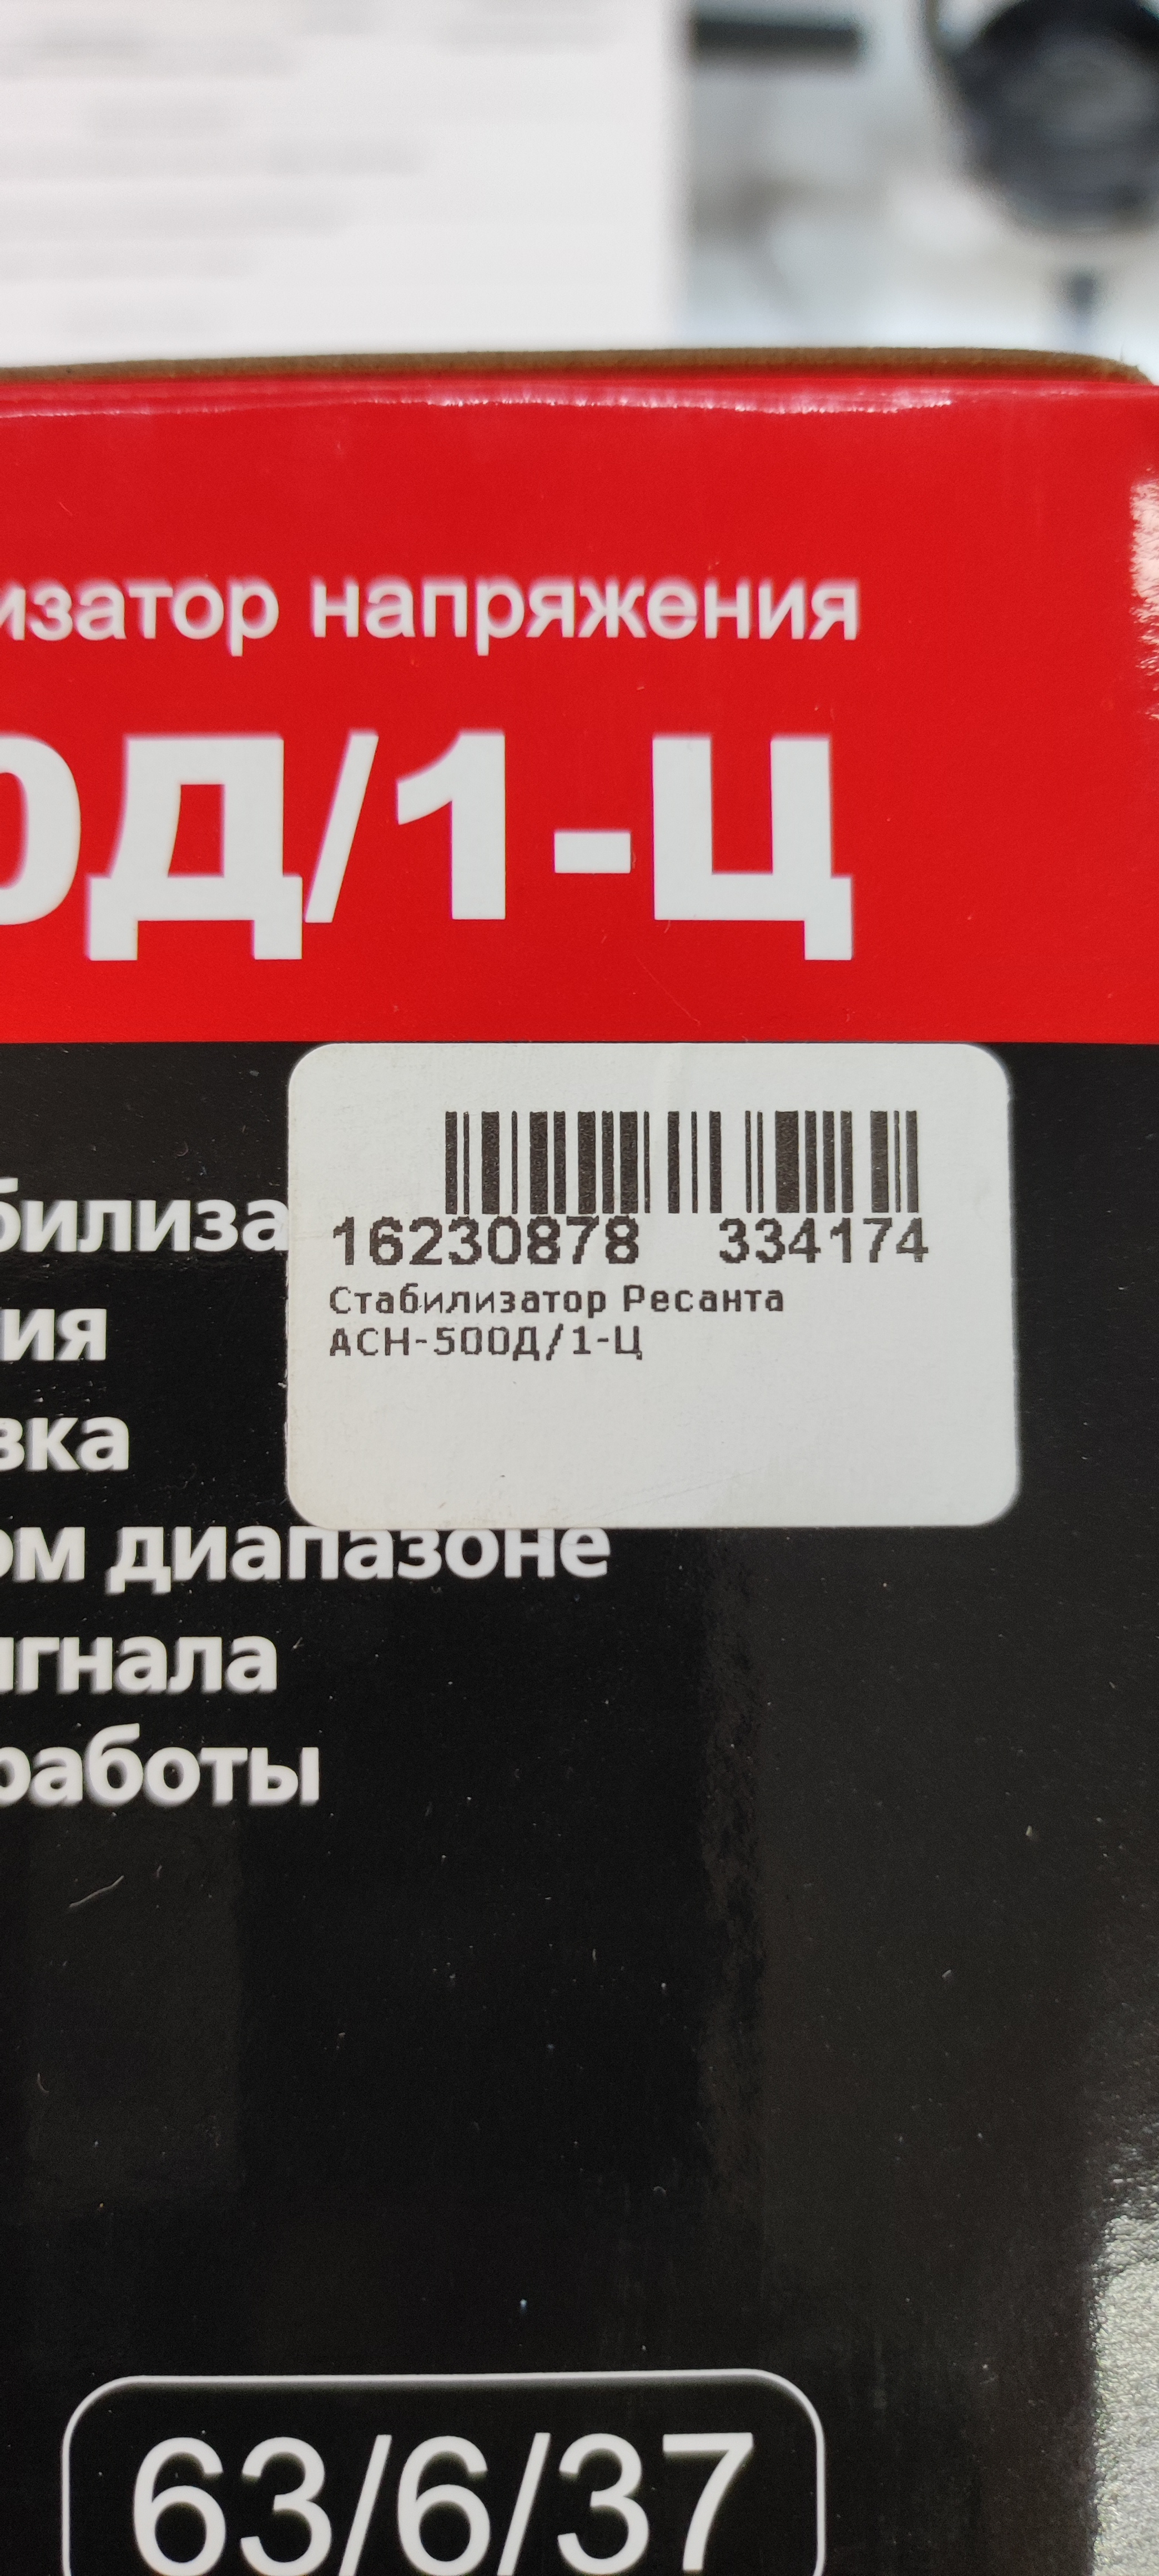 изатор напряжения
0Д/1-Ц
16230878 334174
Стабилизатор Ресанта
АСН-500Д/1-Ц
билиза
ия
вка
ом диапазоне
игнала
работы
63/6/37